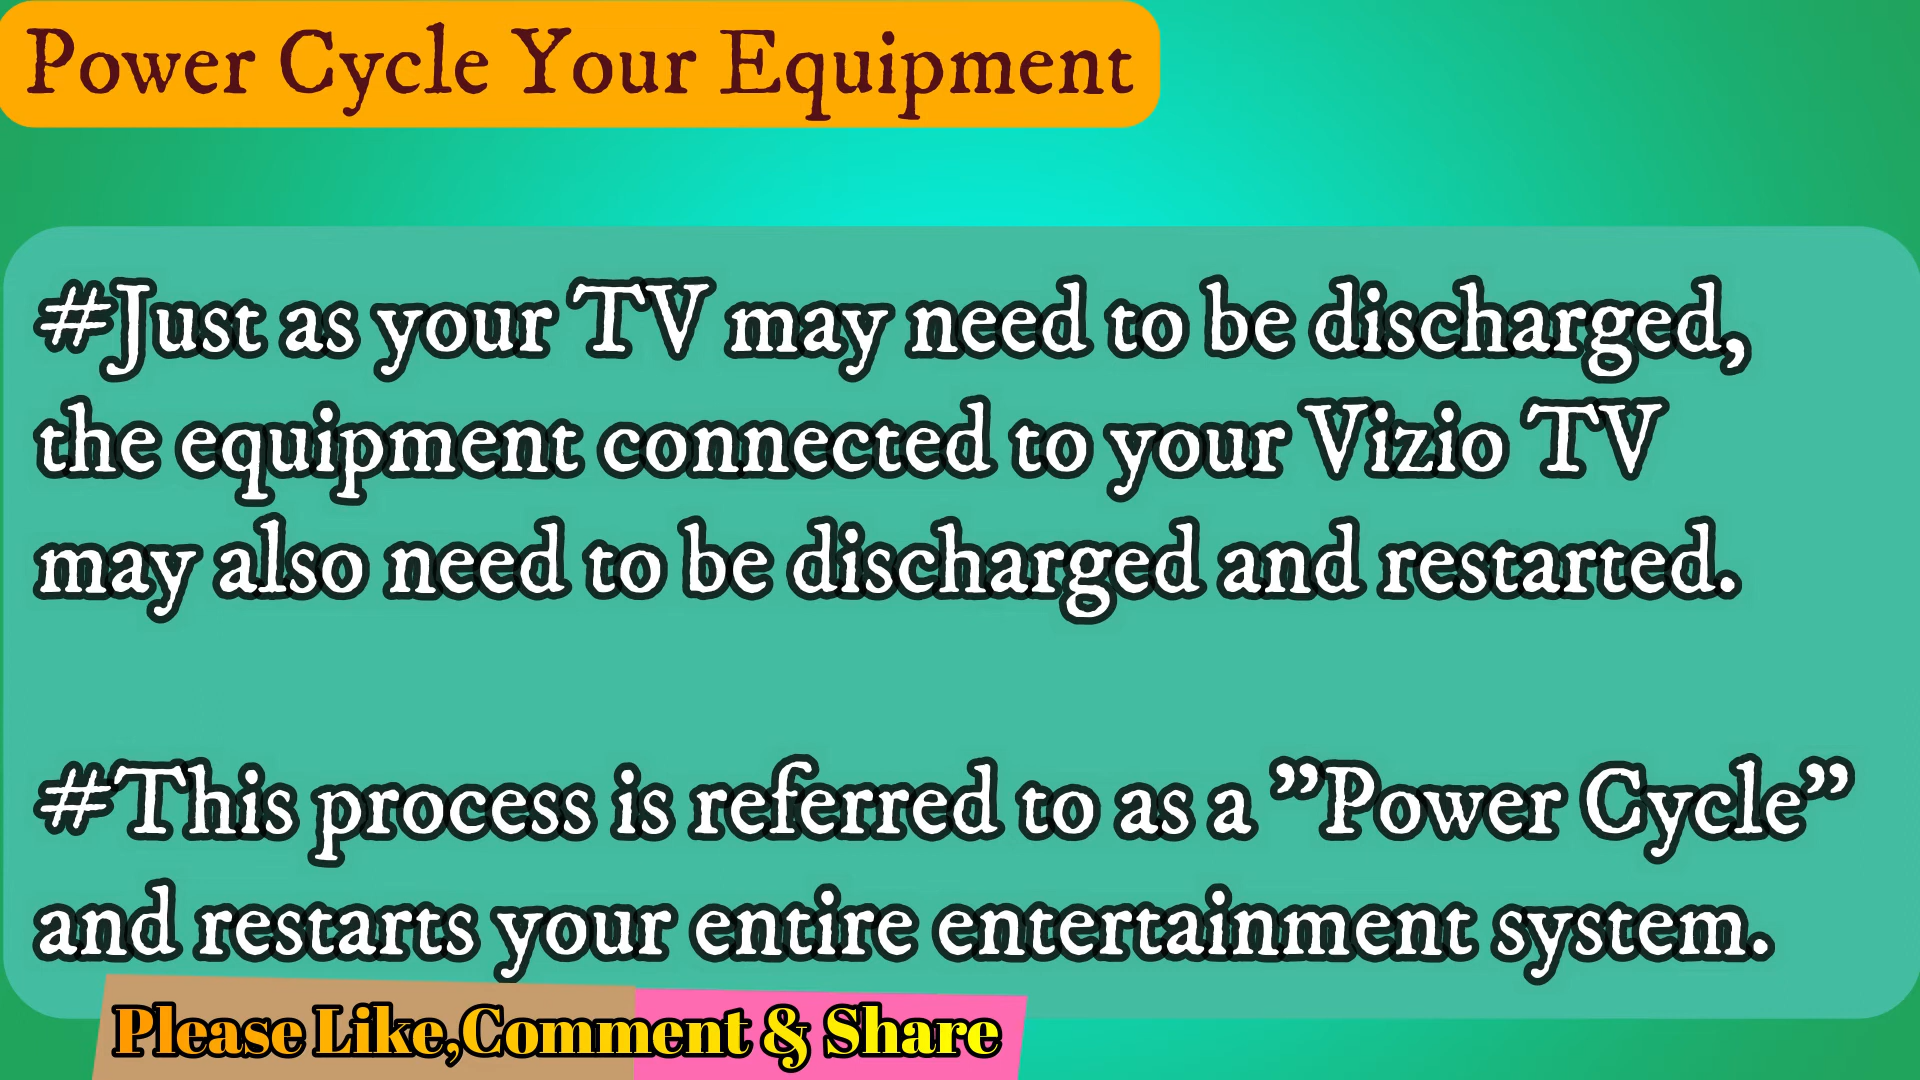 Power Cycle Your Equipment
#Just as your TV may need to be discharged,
the equipment connected to your Vizio TV
may also need to be discharged and restarted.
#This process is referred to as a ”Power Cycle”
and restarts your entire entertainment system.
Please Like,Comment & Share